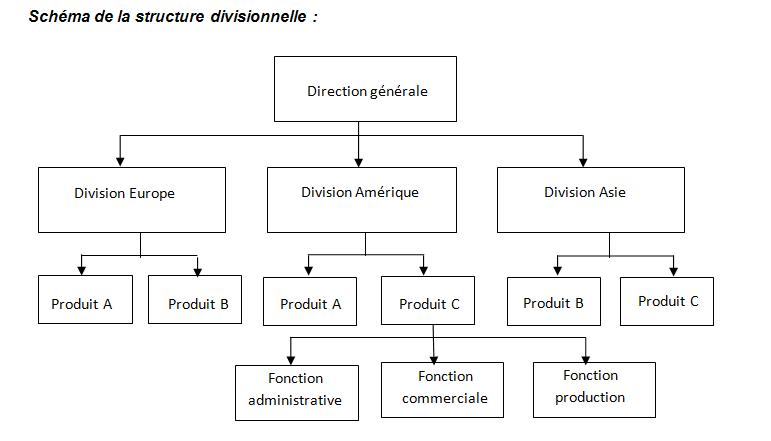 Schéma de la structure divisionnelle :
Direction générale
Division Europe
Division Amérique
Division Asie
Produit A
Produit B
Produit A
Produit C
Produit B
Produit C
Fonction
administrative
Fonction
commerciale
Fonction
production